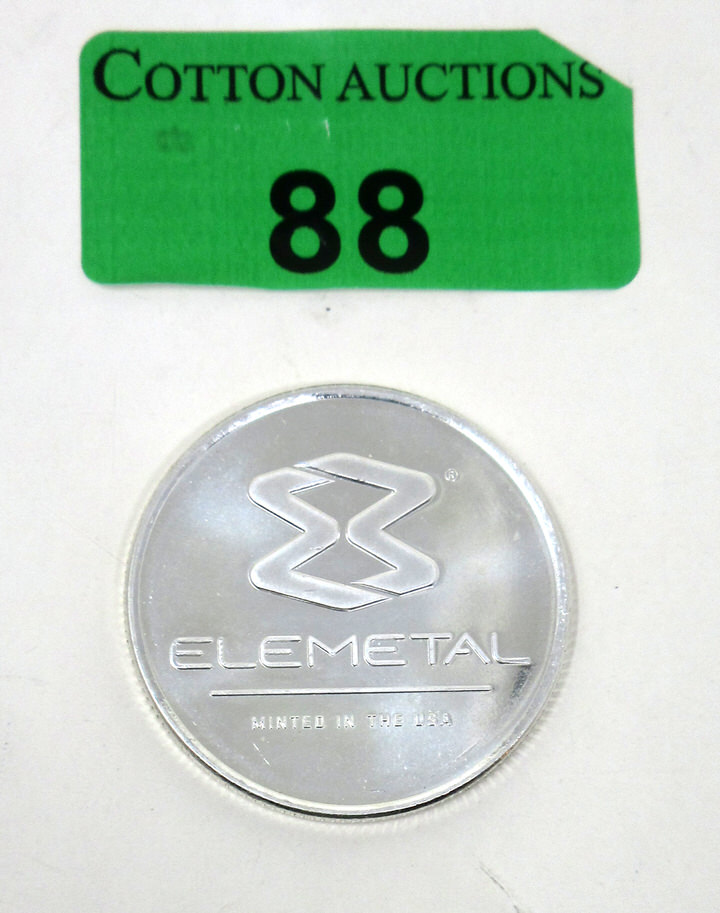 COTTON AUCTIONS
88
®
ELEMETAL
MINTED IN THE USA